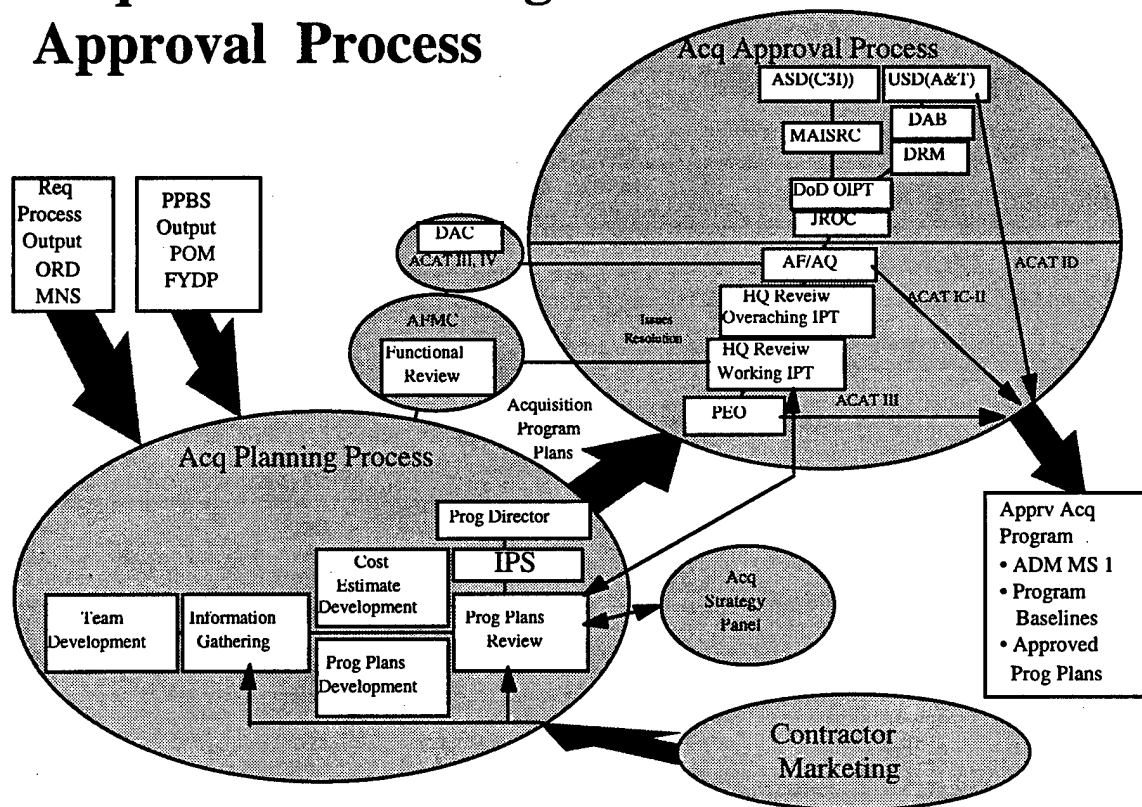 Approval Process
Acq Approval Process
ASD(C3I))
USD(A&T)
DAB
MAISRC
DRM
DoD OIPT
JROC
Req
Process
Output
ORD
MNS
PPBS
Output
POM
FYDP
DAC
ACAT III, IV
AF/AQ
ACAT ID
HQ Reveiw
Overaching IPT
ACAT IC-II
AFMC
Functional
Review
Issues
Resolution
HQ Reveiw
Working IPT
PEO
ACAT III
Acquisition
Program
Plans
Acq Planning Process
Prog Director
IPS
Cost
Estimate
Development
Team
Development
Information
Gathering
Prog Plans
Review
Prog Plans
Development
Acq
Strategy
Panel
Apprv Acq
Program
• ADM MS 1
• Program
Baselines
• Approved
Prog Plans
Contractor
Marketing